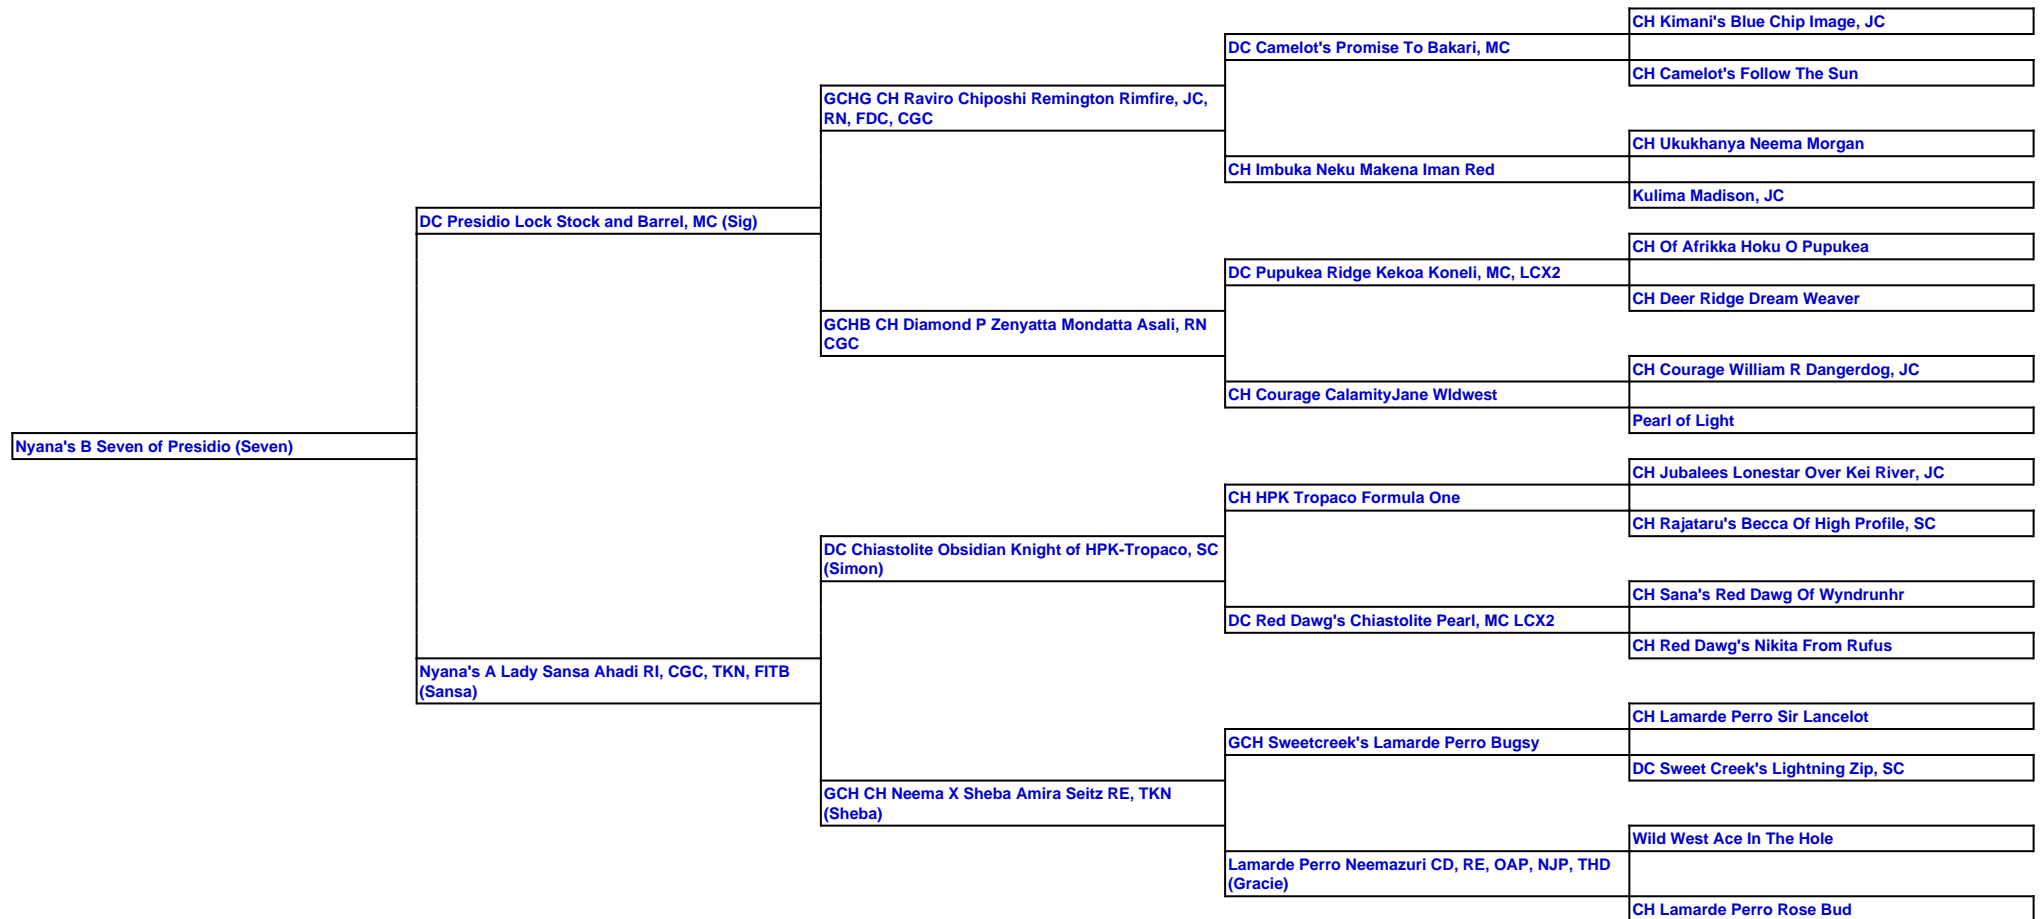 CH Kimani's Blue Chip Image, JC
DC Camelot's Promise To Bakari, MC
CH Camelot's Follow The Sun
GCHG CH Raviro Chiposhi Remington Rimfire, JC,
RN, FDC, CGC
CH Ukukhanya Neema Morgan
CH Imbuka Neku Makena Iman Red
Kulima Madison, JC
DC Presidio Lock Stock and Barrel, MC (Sig)
CH Of Afrikka Hoku O Pupukea
DC Pupukea Ridge Kekoa Koneli, MC, LCX2
CH Deer Ridge Dream Weaver
GCHB CH Diamond P Zenyatta Mondatta Asali, RN
CGC
CH Courage William R Dangerdog, JC
CH Courage CalamityJane Wldwest
Pearl of Light
Nyana's B Seven of Presidio (Seven)
CH Jubalees Lonestar Over Kei River, JC
CH HPK Tropaco Formula One
CH Rajataru's Becca Of High Profile, SC
DC Chiastolite Obsidian Knight of HPK-Tropaco, SC
(Simon)
CH Sana's Red Dawg Of Wyndrunhr
DC Red Dawg's Chiastolite Pearl, MC LCX2
CH Red Dawg's Nikita From Rufus
Nyana's A Lady Sansa Ahadi RI, CGC, TKN, FITB
(Sansa)
CH Lamarde Perro Sir Lancelot
GCH Sweetcreek's Lamarde Perro Bugsy
DC Sweet Creek's Lightning Zip, SC
GCH CH Neema X Sheba Amira Seitz RE, TKN
(Sheba)
Wild West Ace In The Hole
Lamarde Perro Neemazuri CD, RE, OAP, NJP, THD
(Gracie)
CH Lamarde Perro Rose Bud